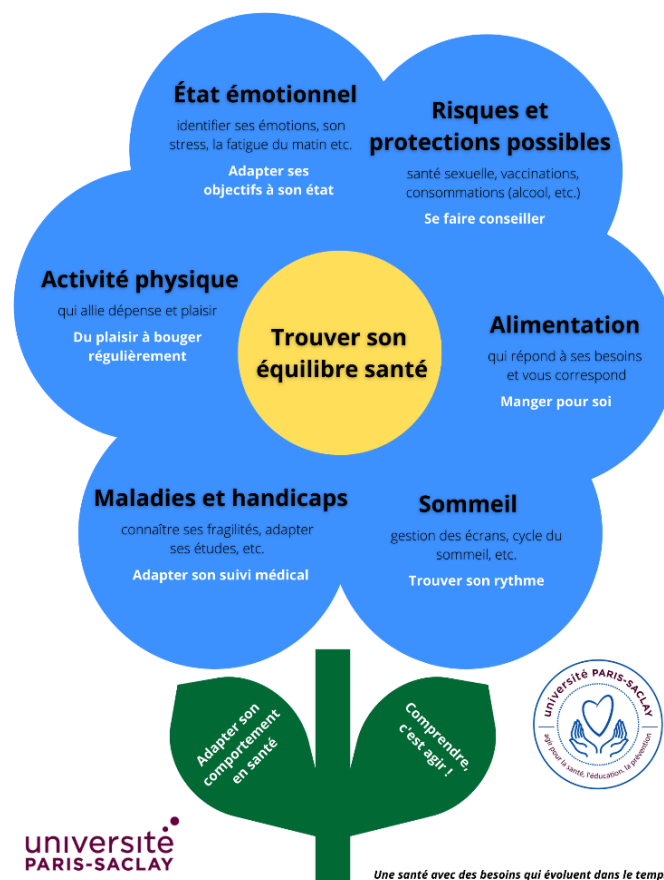 État émotionnel
identifier ses émotions, son
stress, la fatigue du matin etc.
Adapter ses
objectifs à son état
Risques et
protections possibles
santé sexuelle, vaccinations,
consommations (alcool, etc.)
Se faire conseiller
Activité physique
qui allie dépense et plaisir
Du plaisir à bouger
régulièrement
Trouver son
équilibre santé
Alimentation
qui répond à ses besoins
et vous correspond
Manger pour soi
Maladies et handicaps
connaître ses fragilités, adapter
ses études, etc.
Adapter son suivi médical
Sommeil
gestion des écrans, cycle du
sommeil, etc.
Trouver son rythme
Adapter son
comportement
en santé
Comprendre,
c'est agir !
université PARIS-SACLAY
agir pour la santé, l'éducation, la prévention
université
PARIS-SACLAY
Une santé avec des besoins qui évoluent dans le temp